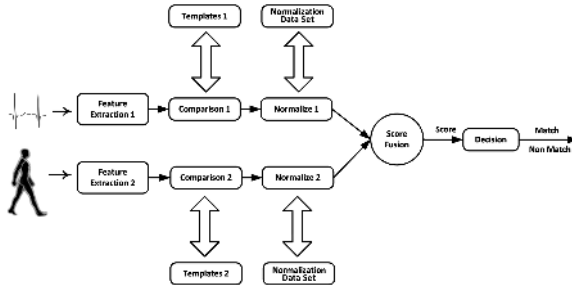 Templates 1
Normalization
Data Set
Feature
Extraction 1
Comparison 1
Normalize 1
Score
Fusion
Score
Decision
Match
Non Match
Feature
Extraction 2
Comparison 2
Normalize 2
Templates 2
Normalization
Data Set